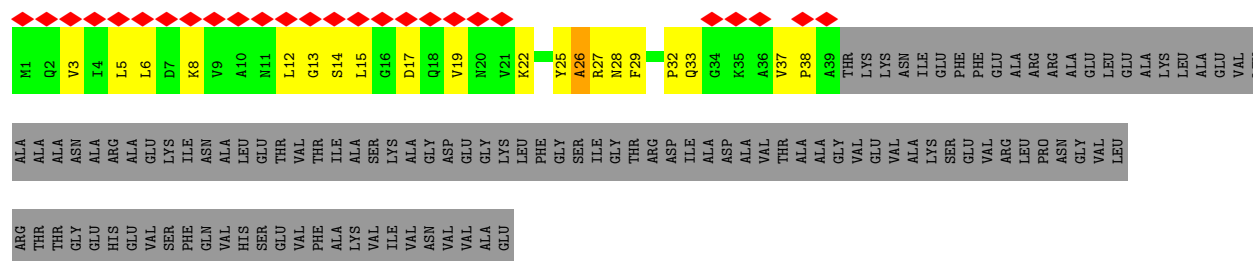 M1 Q2 V3 I4 L5 L6 D7 K8 V9 A10 N11 L12 G13 S14 L15 G16 D17 Q18 V19 N20 V21 K22 Y25 A26 R27 N28 F29 P32 Q33 G34 K35 A36 V37 P38 A39 THR LYS LYS ASN ILE GLU PHE PHE GLU ALA ARG ARG ALA GLU LEU GLU ALA LYS LEU ALA GLU VAL
ALA ALA ALA ASN ALA ARG ALA GLU LYS ILE ASN ALA LEU GLU THR VAL THR ILE ALA SER LYS ALA GLY ASP GLU GLY LYS LEU PHE GLY SER ILE GLY THR ARG ASP ILE ALA ASP ALA VAL THR ALA ALA GLY VAL GLU VAL ALA LYS SER GLU VAL ARG LEU PRO ASN GLY VAL LEU
ARG THR THR GLY GLU HIS GLU VAL SER PHE GLN VAL HIS SER GLU VAL PHE ALA LYS VAL ILE VAL ASN VAL VAL ALA GLU